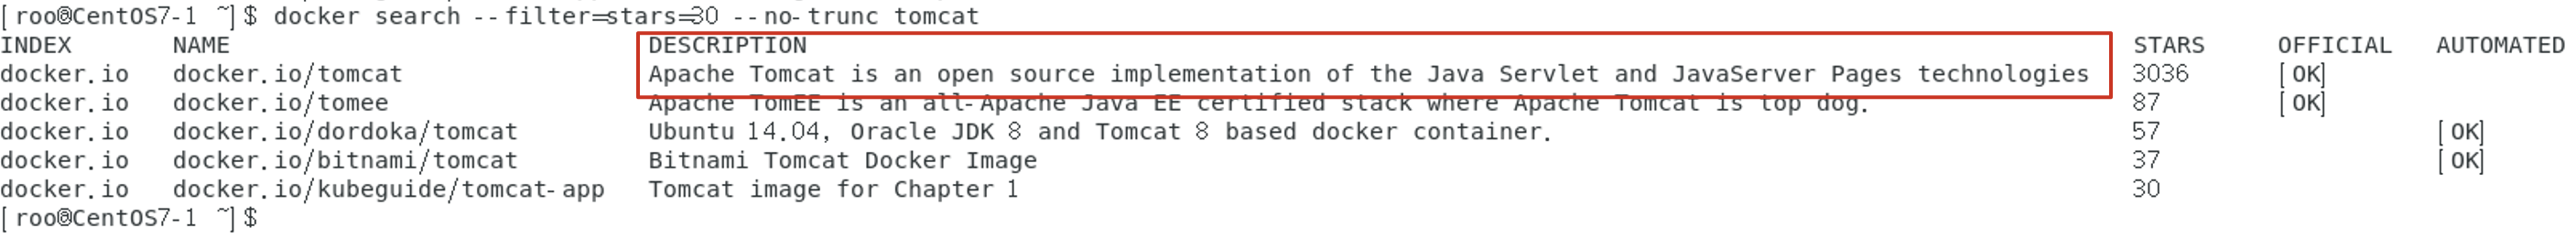 [roo@CentOS7-1 ~]$ docker search --filter=stars=30 --no-trunc tomcat
INDEX NAME DESCRIPTION STARS OFFICIAL AUTOMATED
docker.io docker.io/tomcat Apache Tomcat is an open source implementation of the Java Servlet and JavaServer Pages technologies 3036 [OK]
docker.io docker.io/tomee Apache TomEE is an all-Apache Java EE certified stack where Apache Tomcat is top dog. 87 [OK]
docker.io docker.io/dordoka/tomcat Ubuntu 14.04, Oracle JDK 8 and Tomcat 8 based docker container. 57 [OK]
docker.io docker.io/bitnami/tomcat Bitnami Tomcat Docker Image 37 [OK]
docker.io docker.io/kubeguide/tomcat-app Tomcat image for Chapter 1 30
[roo@CentOS7-1 ~]$